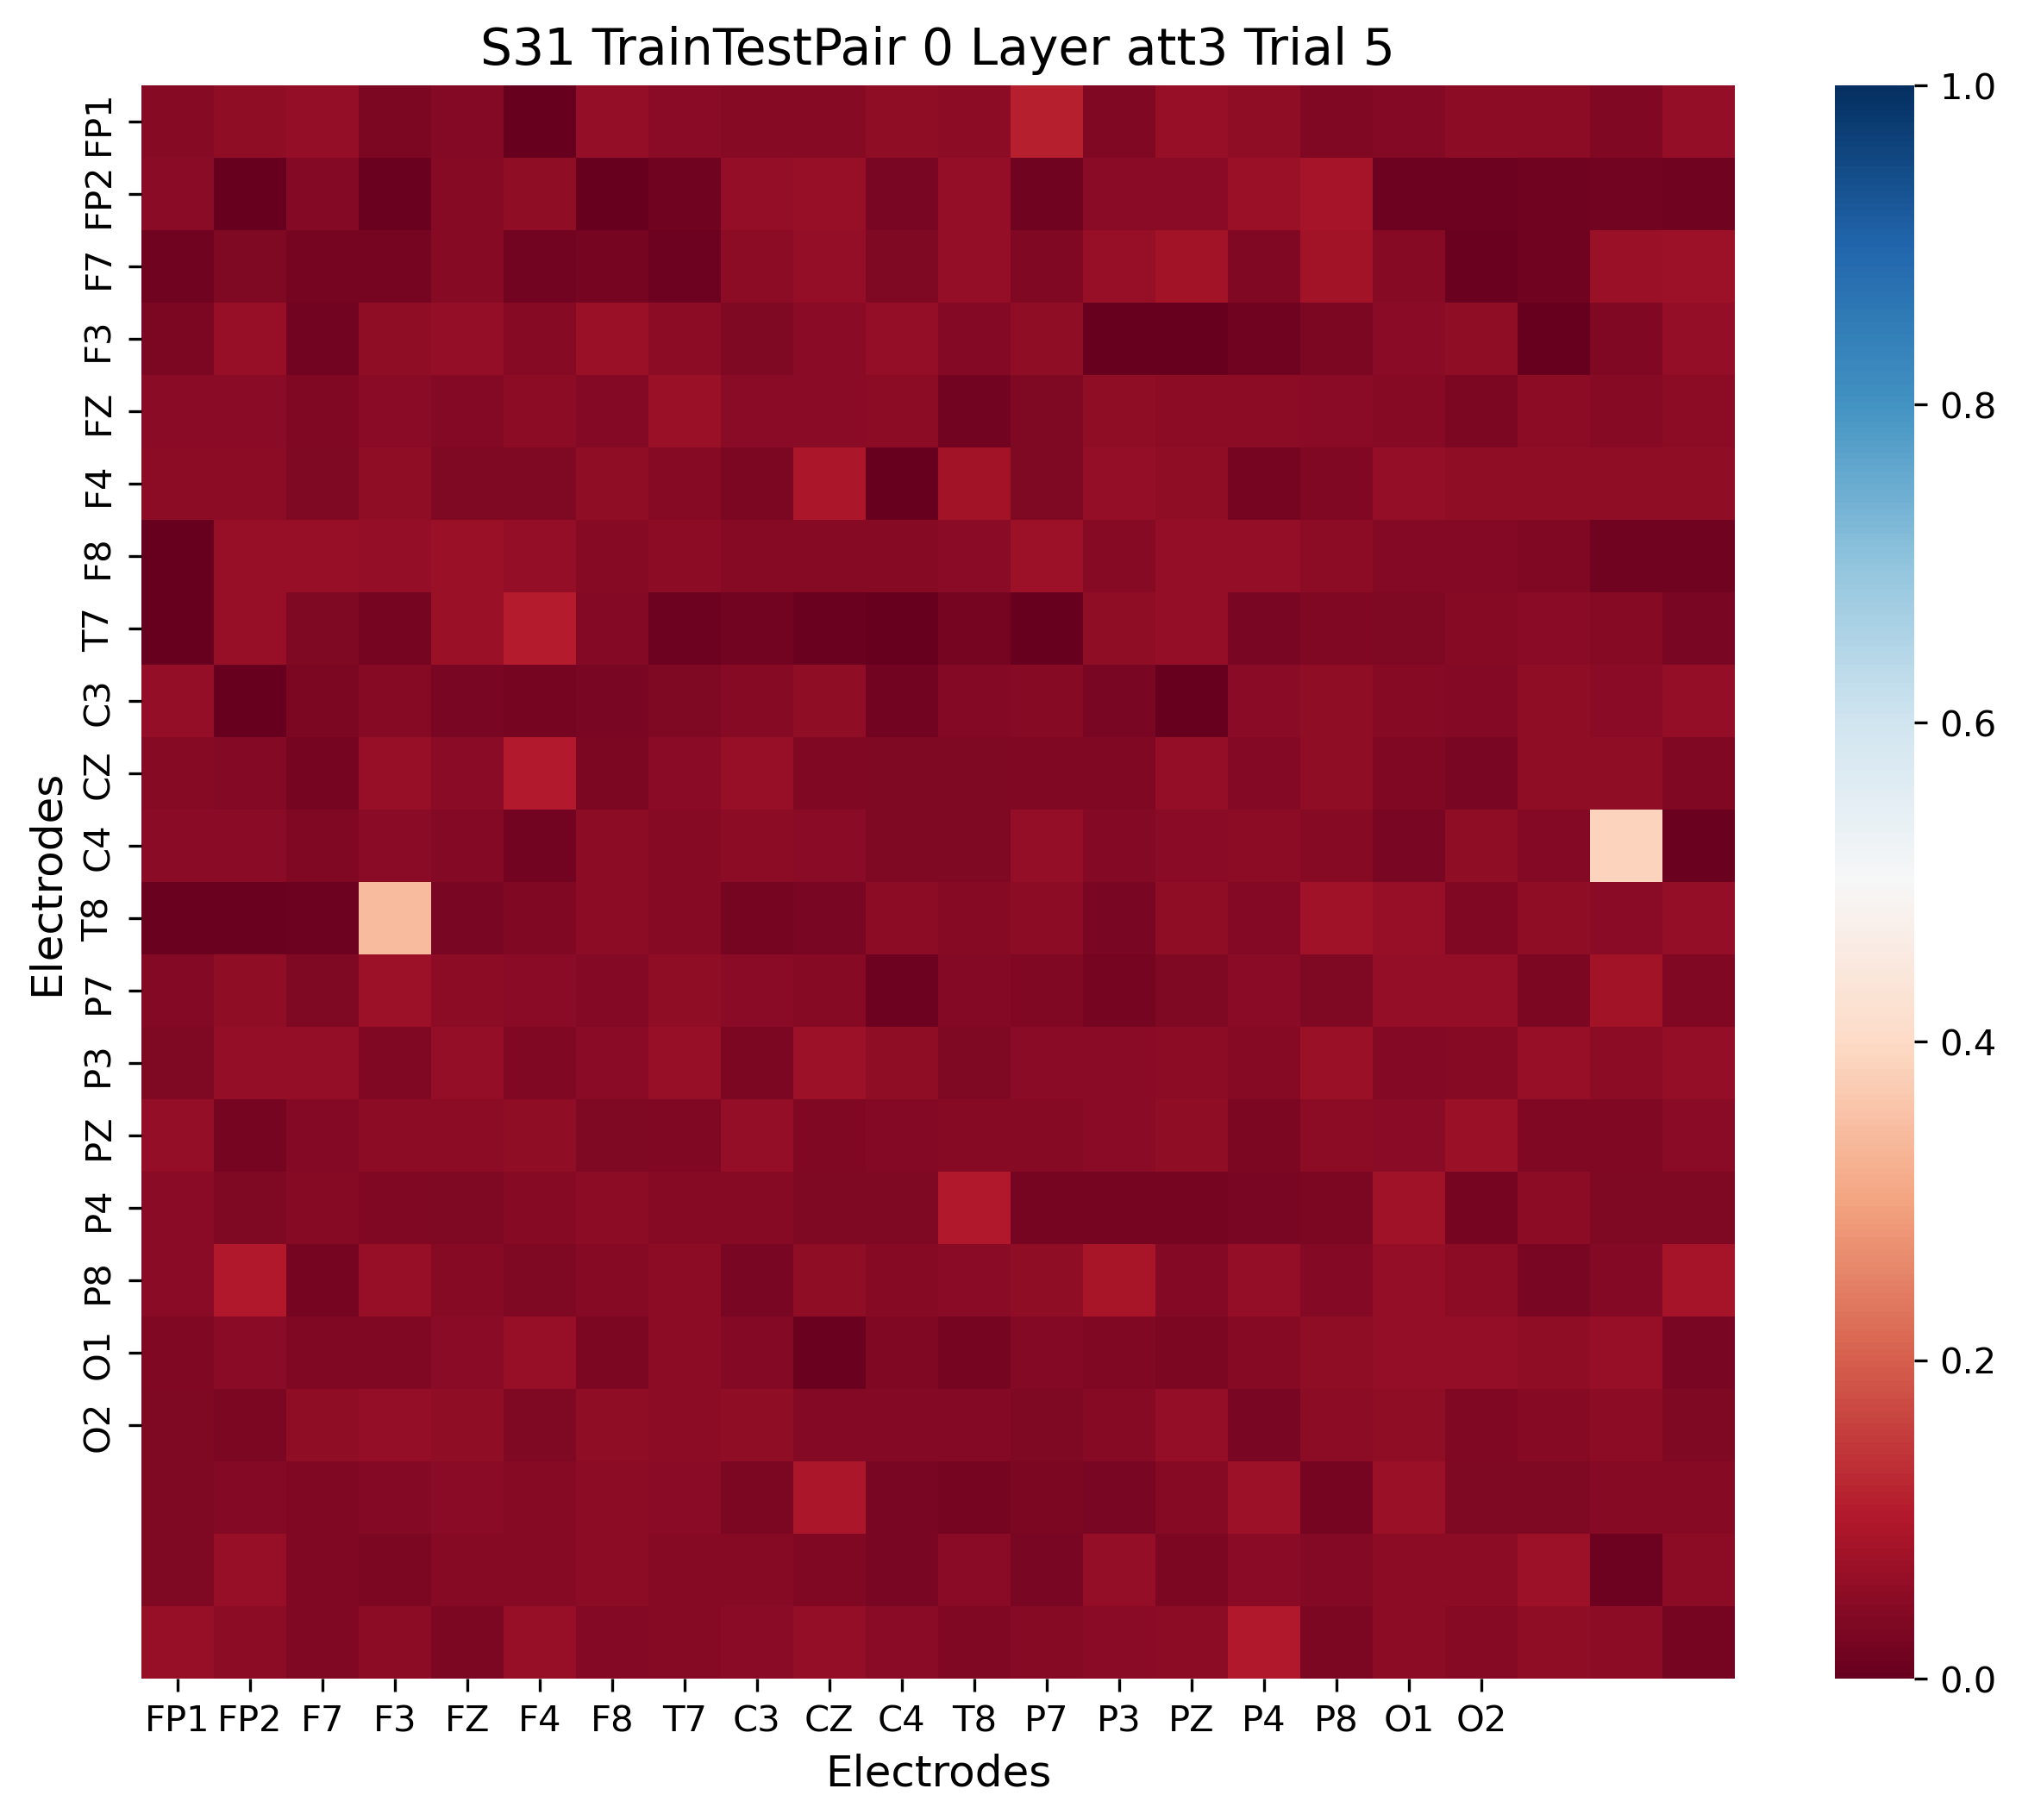 S31 TrainTestPair 0 Layer att3 Trial 5
Electrodes
FP1
FP2
F7
F3
FZ
F4
F8
T7
C3
CZ
C4
T8
P7
P3
PZ
P4
P8
O1
O2
FP1 FP2 F7 F3 FZ F4 F8 T7 C3 CZ C4 T8 P7 P3 PZ P4 P8 O1 O2
Electrodes
1.0
0.8
0.6
0.4
0.2
0.0